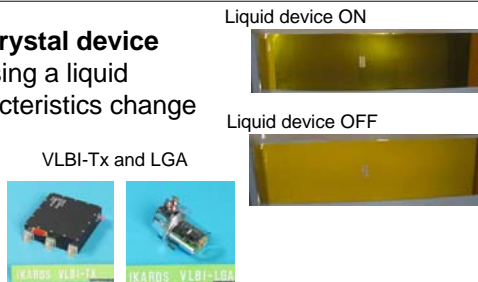 Liquid device ON
rystal device
sing a liquid
cteristics change
Liquid device OFF
VLBI-Tx and LGA
IKAROS VLBI-TX
IKAROS VLBI-LGA